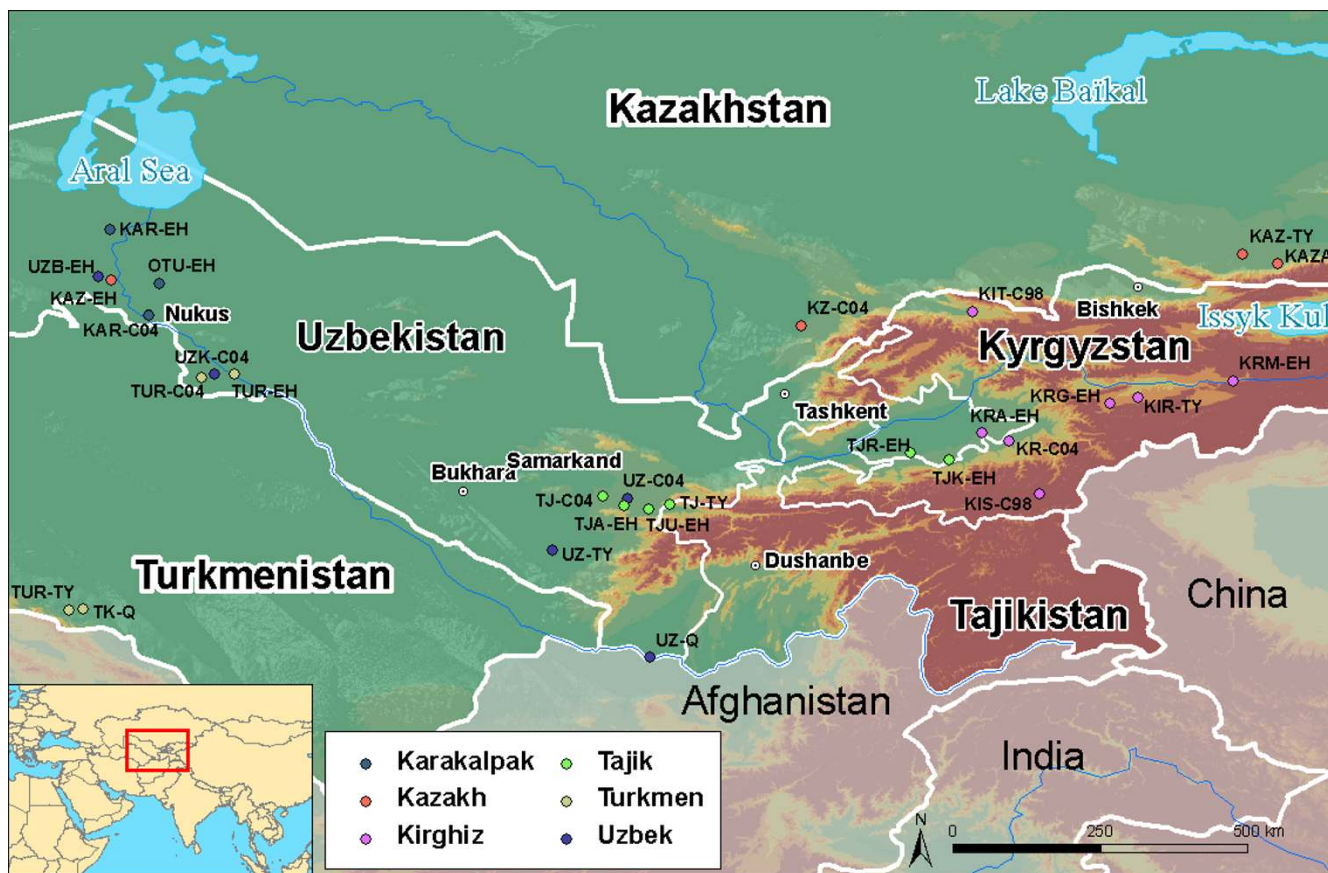 Kazakhstan
Lake Baïkal
Aral Sea
KAR-EH
UZB-EH
OTU-EH
KAZ-EH
Nukus
KAR-C04
Uzbekistan
UZK-C04
TUR-C04
TUR-EH
KAZ-TY
KAZA
KZ-C04
KIT-C98
Bishkek
Issyk Kul
Kyrgyzstan
KRM-EH
Tashkent
KRG-EH
KIR-TY
KRA-EH
TJR-EH
KR-C04
TJK-EH
KIS-C98
Bukhara
Samarkand
UZ-C04
TJ-C04
TJ-TY
TJA-EH
TJU-EH
UZ-TY
Dushanbe
Turkmenistan
TUR-TY
TK-Q
UZ-Q
Tajikistan
China
Afghanistan
India
Karakalpak
Kazakh
Kirghiz
Tajik
Turkmen
Uzbek
N
0 250 500 km